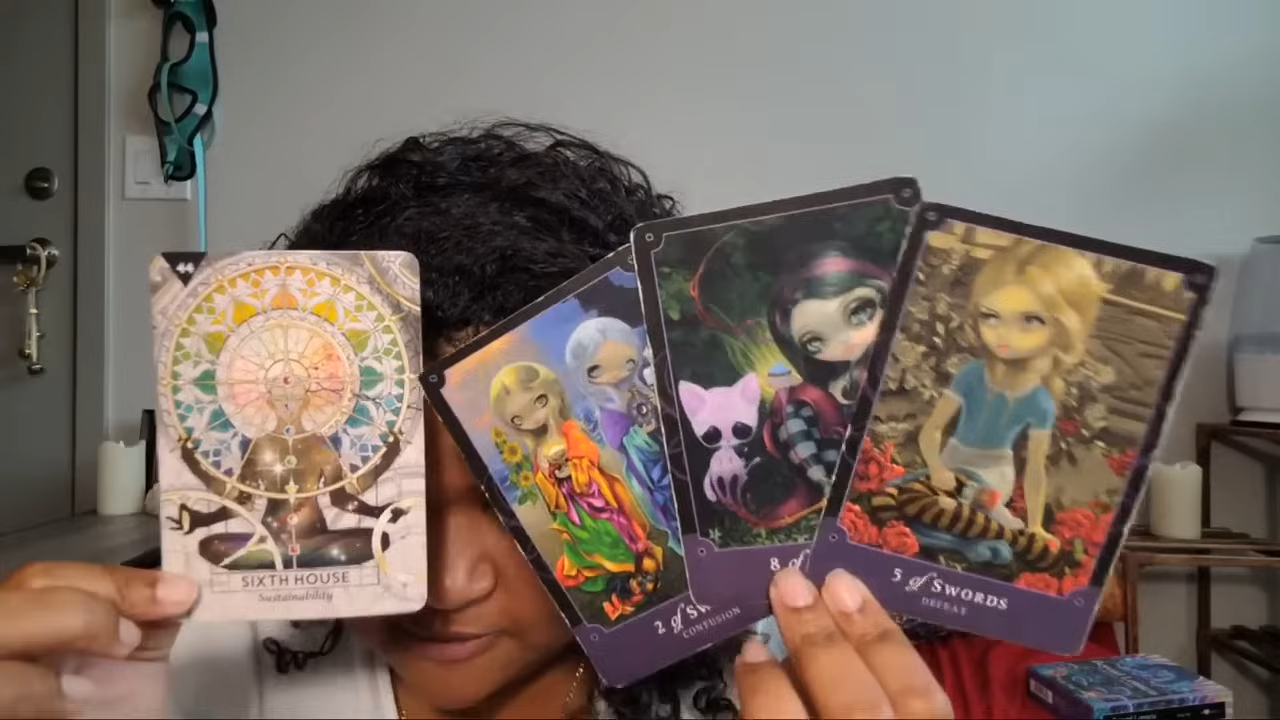 44
SIXTH HOUSE
Sustainability
2 of Sw
CONFUSION
8 of
5 of SWORDS
DEFEAT